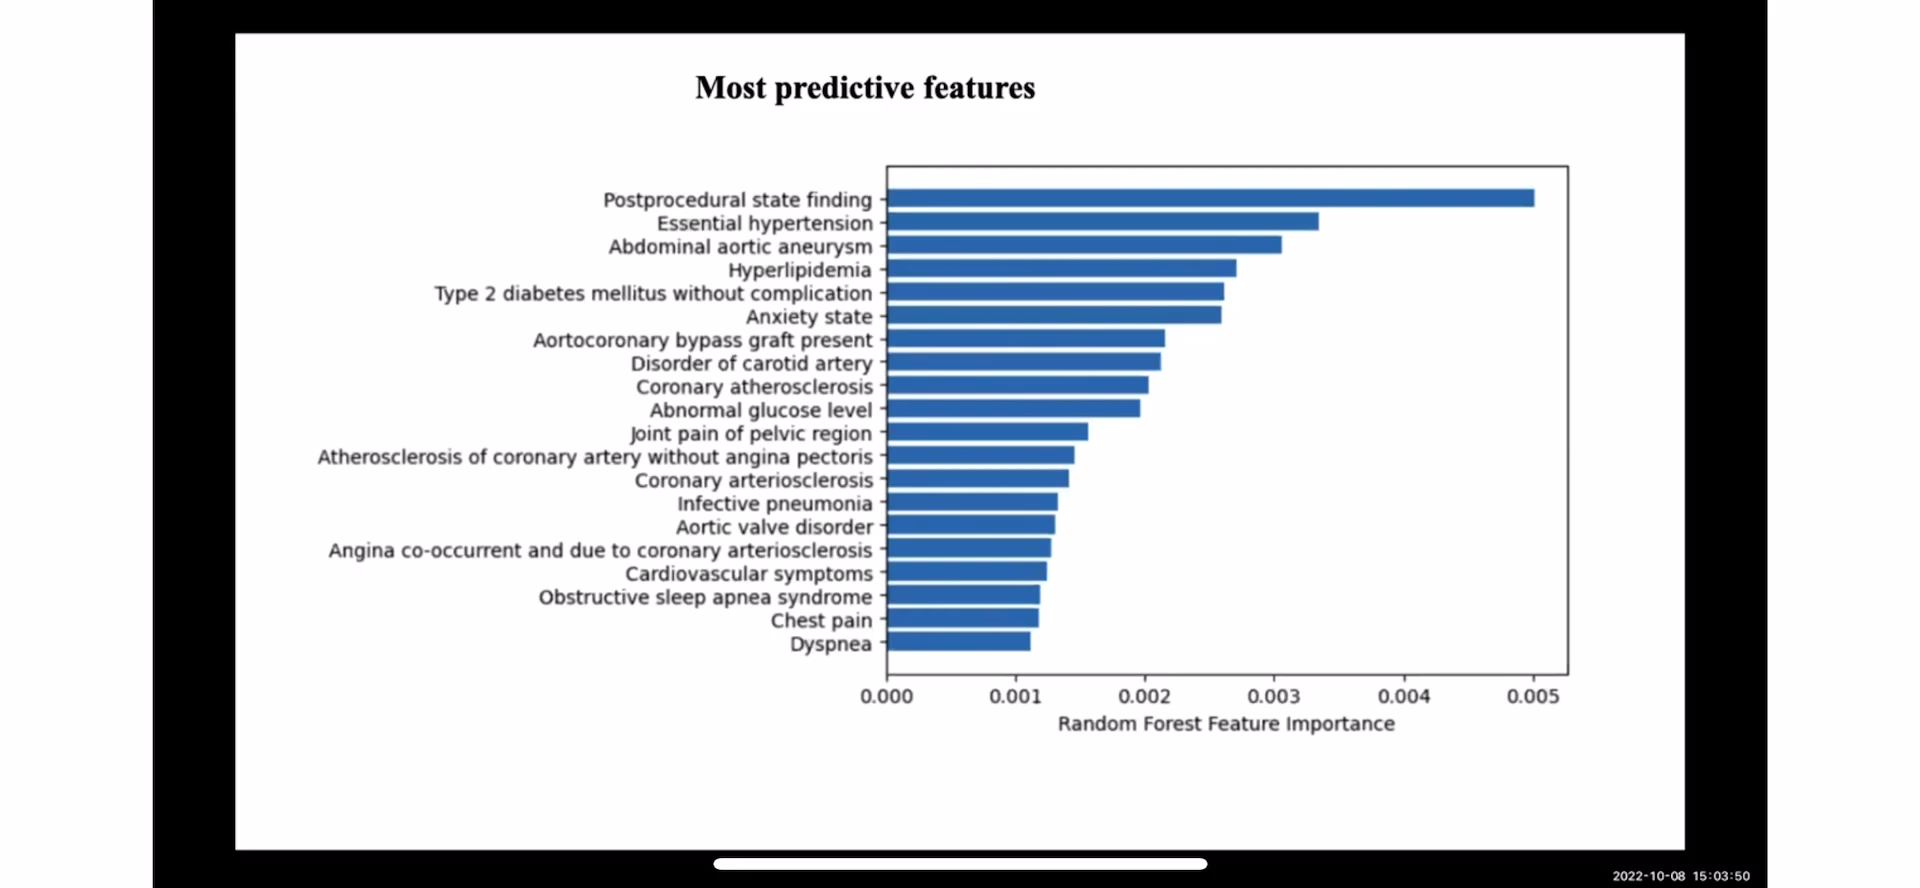 Most predictive features
Postprocedural state finding
Essential hypertension
Abdominal aortic aneurysm
Hyperlipidemia
Type 2 diabetes mellitus without complication
Anxiety state
Aortocoronary bypass graft present
Disorder of carotid artery
Coronary atherosclerosis
Abnormal glucose level
Joint pain of pelvic region
Atherosclerosis of coronary artery without angina pectoris
Coronary arteriosclerosis
Infective pneumonia
Aortic valve disorder
Angina co-occurrent and due to coronary arteriosclerosis
Cardiovascular symptoms
Obstructive sleep apnea syndrome
Chest pain
Dyspnea
0.000 0.001 0.002 0.003 0.004 0.005
Random Forest Feature Importance
2022-10-08 15:03:50